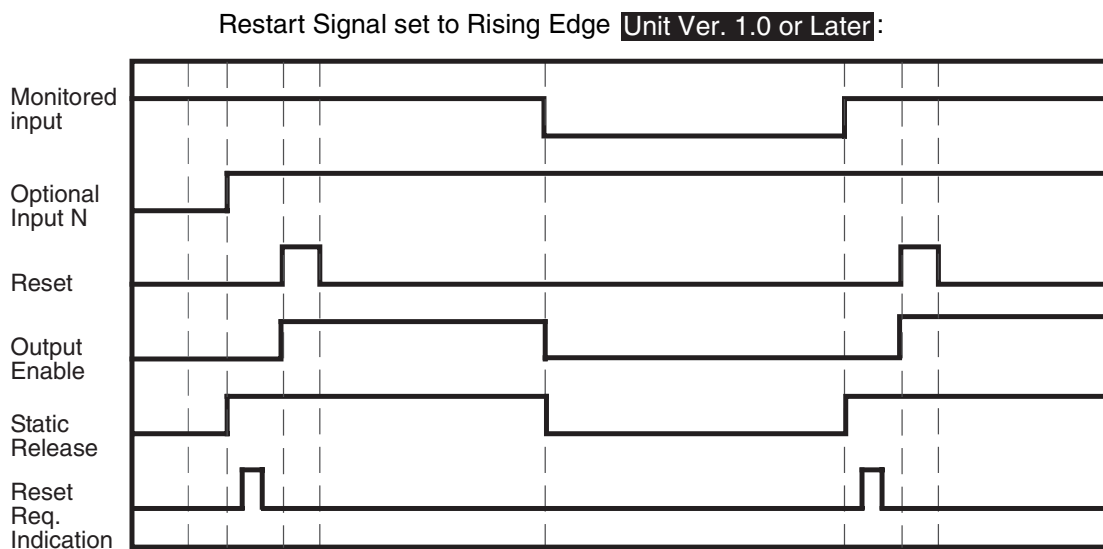 Restart Signal set to Rising Edge Unit Ver. 1.0 or Later:
Monitored
input
Optional
Input N
Reset
Output
Enable
Static
Release
Reset
Req.
Indication